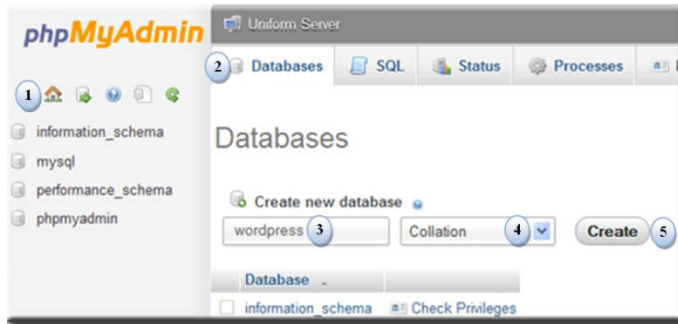 phpMyAdmin
Uniform Server
1
2 Databases SQL Status Processes
information_schema
mysql
performance_schema
phpmyadmin
Databases
Create new database
wordpress 3 Collation 4 Create 5
Database
information_schema Check Privileges